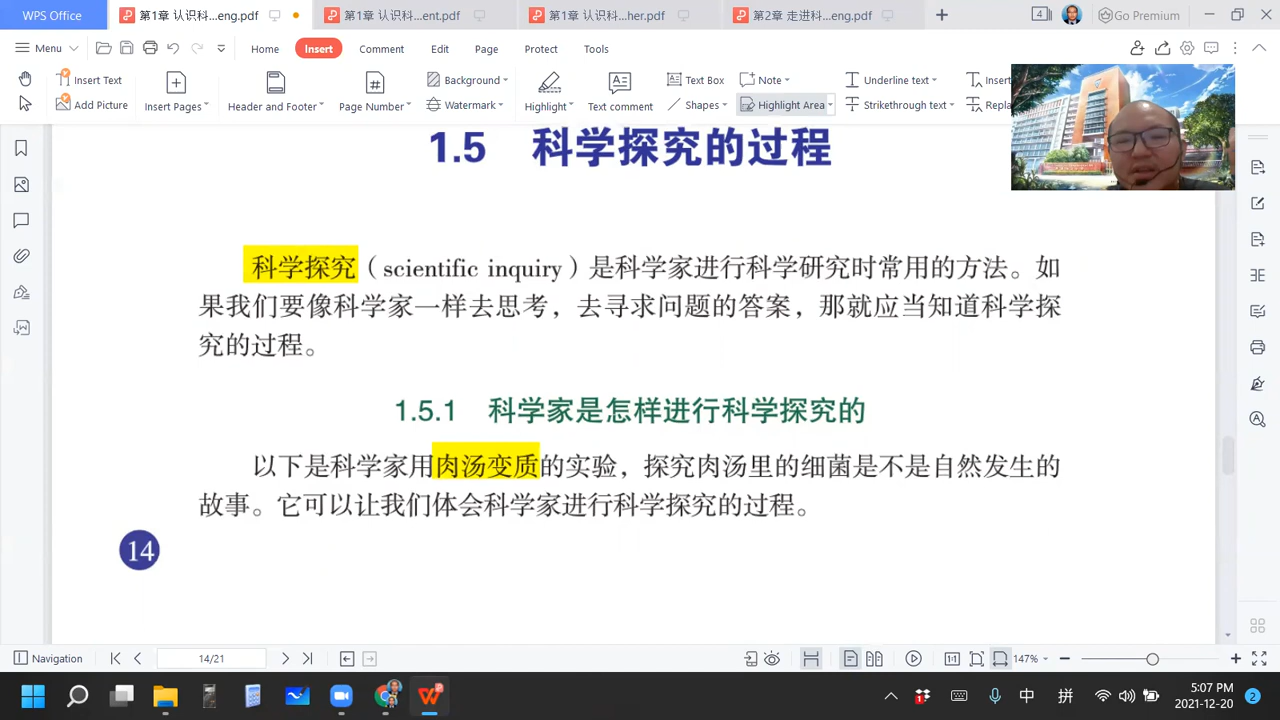 WPS Office
第1章 认识科...eng.pdf
第1章 认识科...ent.pdf
第1章 认识科...her.pdf
第2章 走进科...eng.pdf
4
Go Premium
Menu
Home
Insert
Comment
Edit
Page
Protect
Tools
Insert Text
Add Picture
Insert Pages
Header and Footer
Page Number
Background
Watermark
Highlight
Text comment
Text Box
Shapes
Note
Highlight Area
Underline text
Strikethrough text
Insert
Repla
1.5 科学探究的过程
科学探究（scientific inquiry）是科学家进行科学研究时常用的方法。如
果我们要像科学家一样去思考，去寻求问题的答案，那就应当知道科学探
究的过程。
1.5.1 科学家是怎样进行科学探究的
以下是科学家用肉汤变质的实验，探究肉汤里的细菌是不是自然发生的
故事。它可以让我们体会科学家进行科学探究的过程。
14
Navigation
14/21
147%
中
拼
5:07 PM
2021-12-20
2